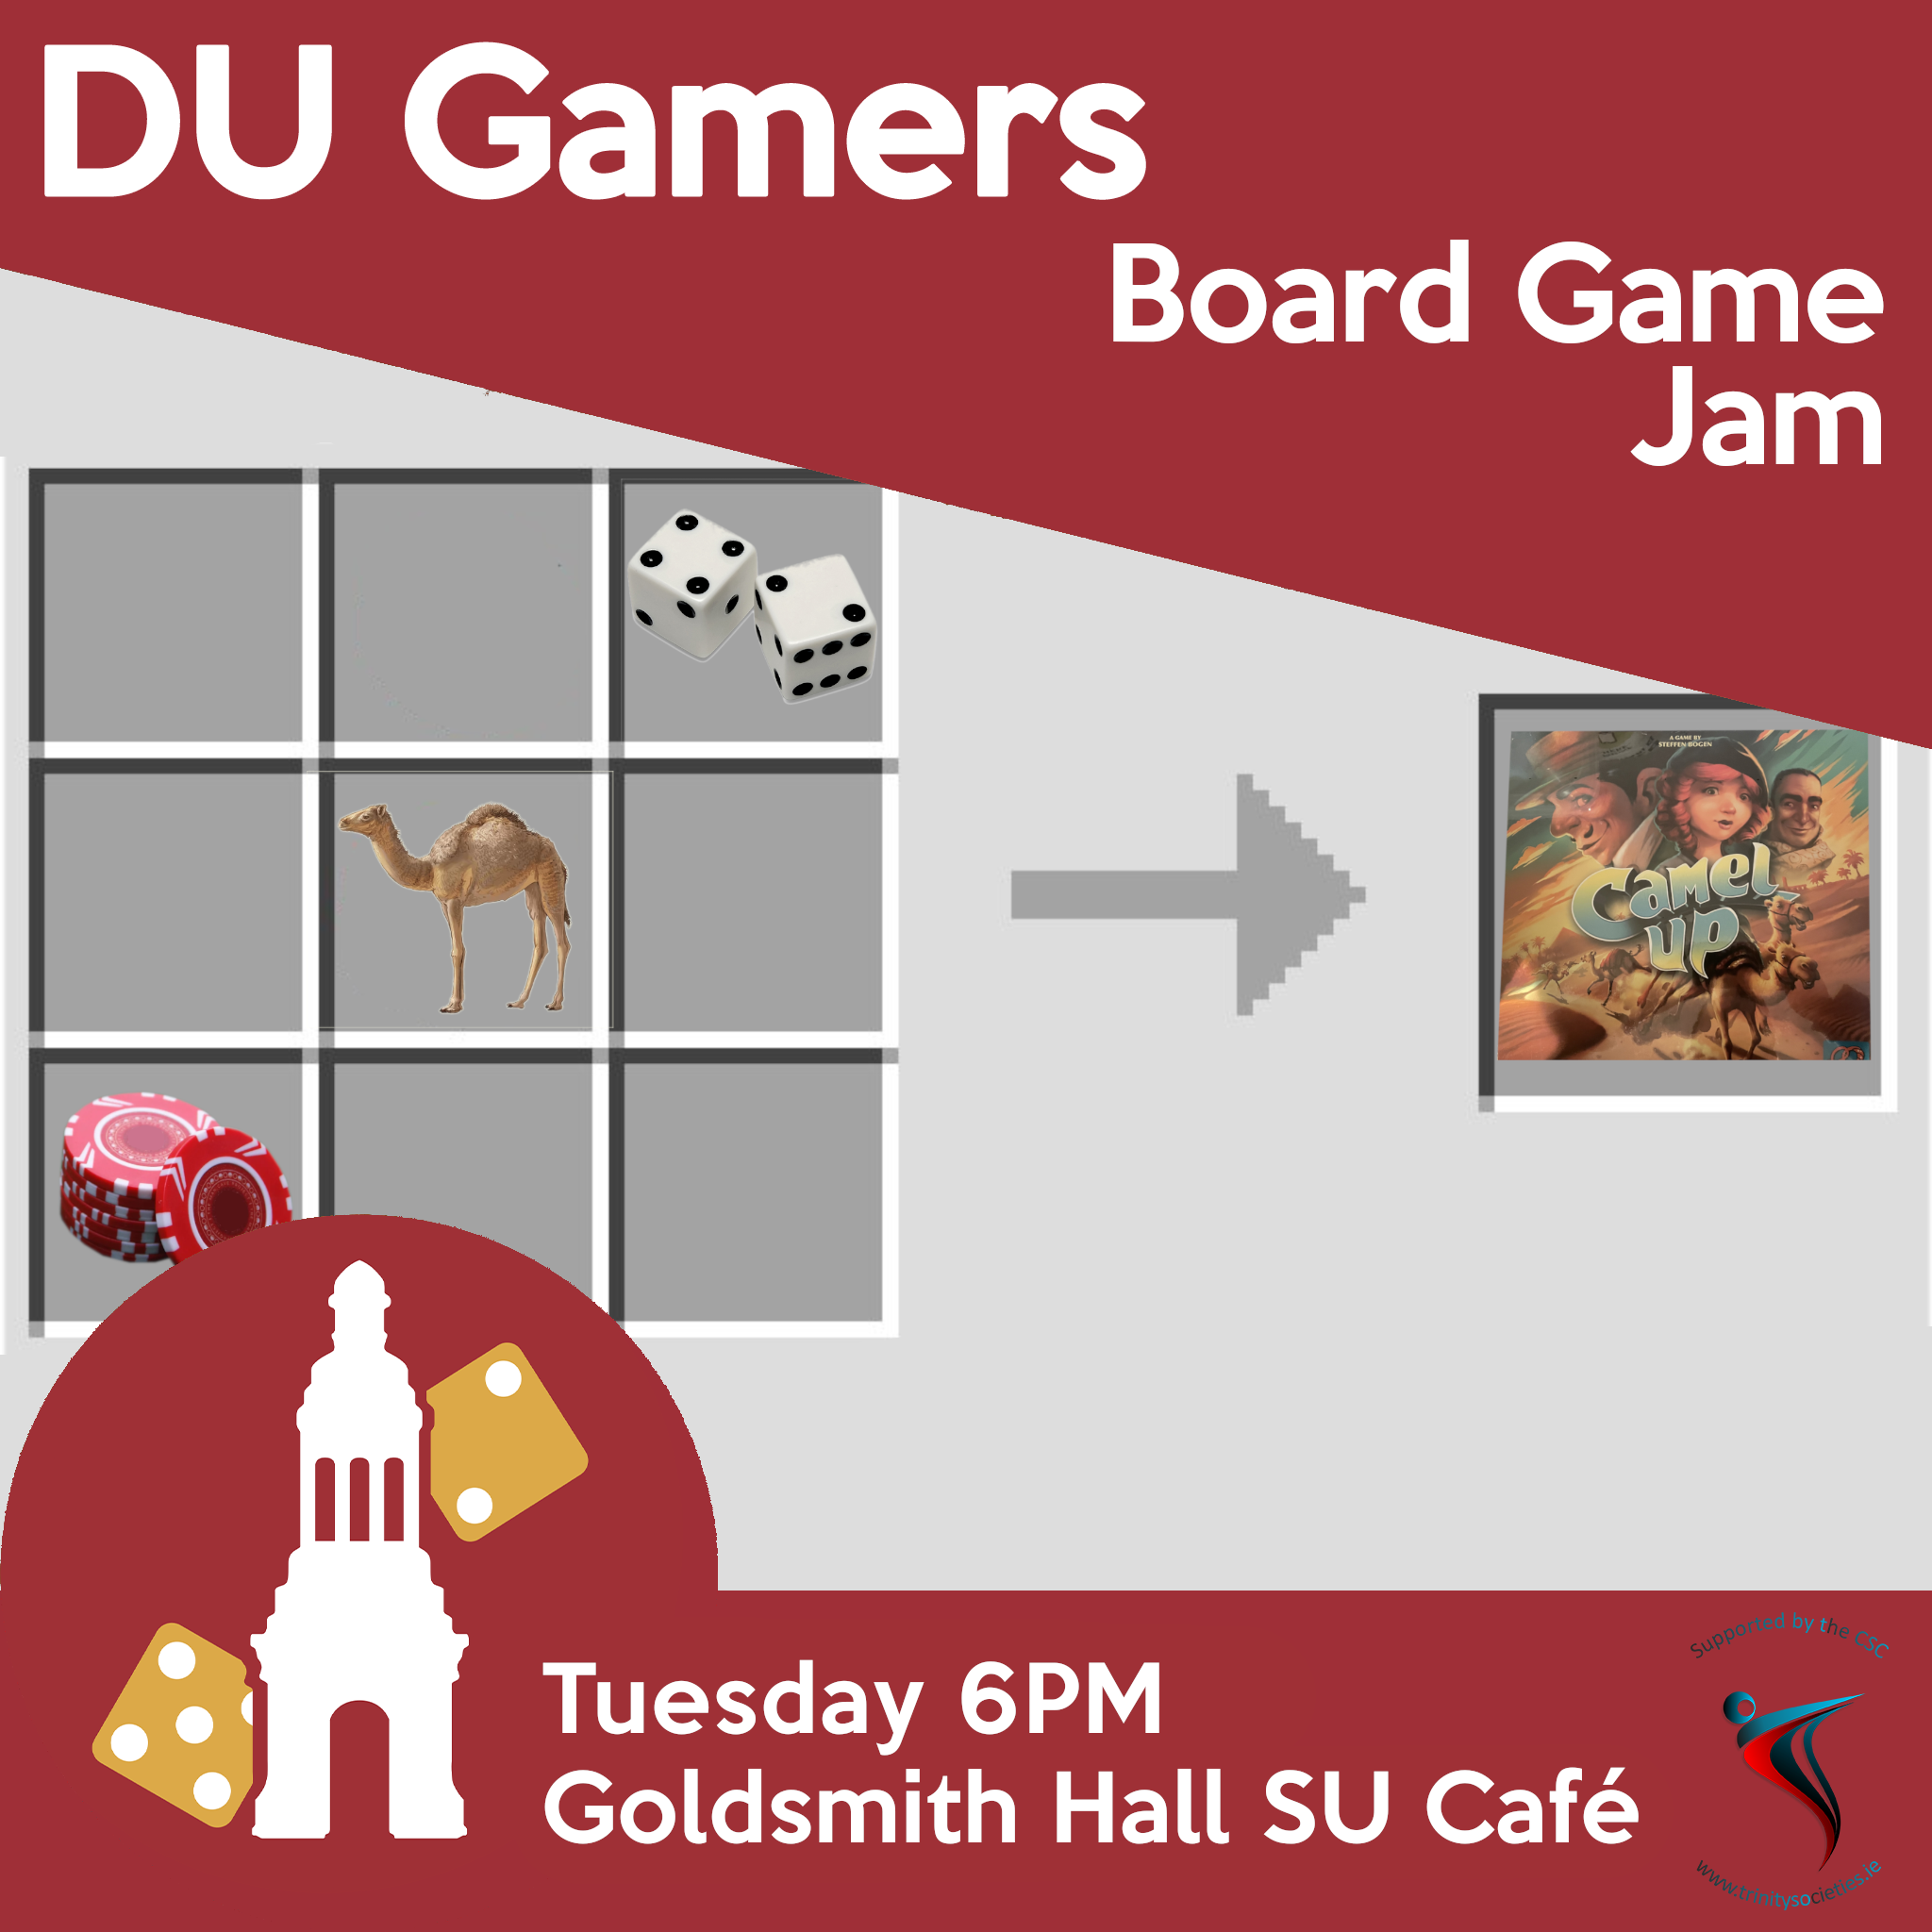 DU Gamers
Board Game
Jam
A GAME BY
STEFFEN BOGEN
Camel
Up
Tuesday 6PM
Goldsmith Hall SU Café
Supported by the CSC
www.trinitysocieties.ie